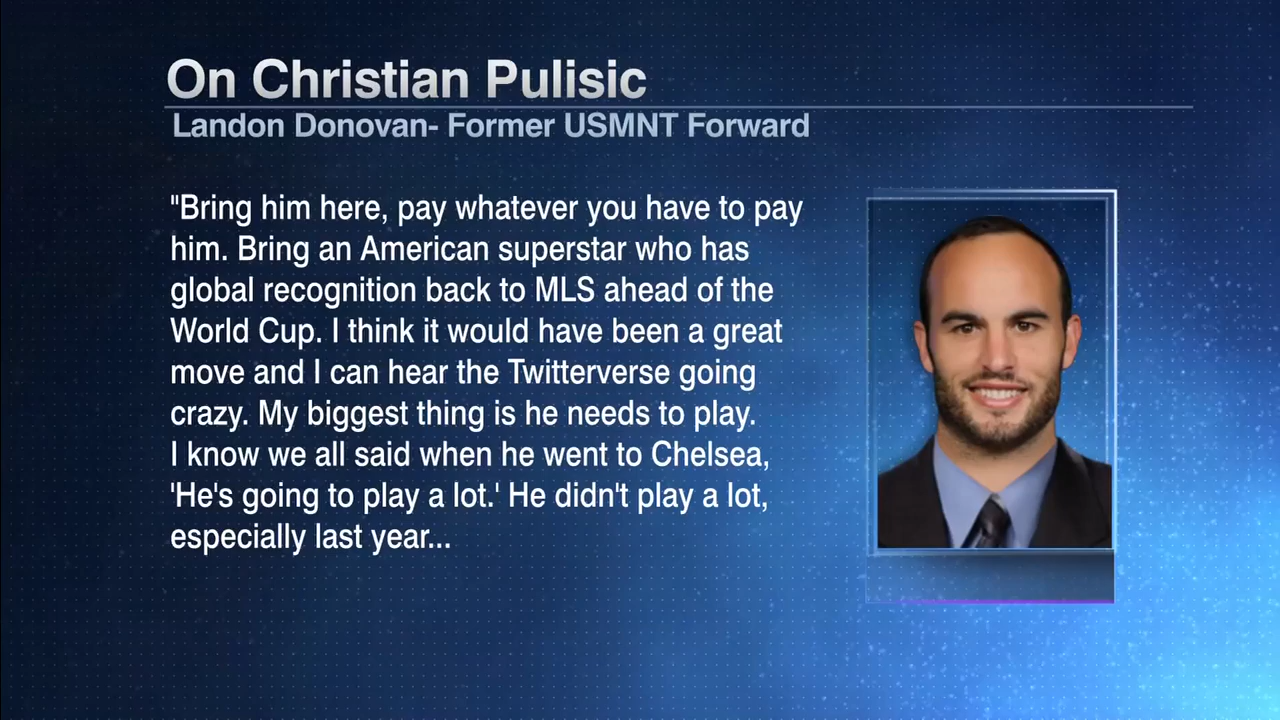 On Christian Pulisic
Landon Donovan- Former USMNT Forward
"Bring him here, pay whatever you have to pay
him. Bring an American superstar who has
global recognition back to MLS ahead of the
World Cup. I think it would have been a great
move and I can hear the Twitterverse going
crazy. My biggest thing is he needs to play.
I know we all said when he went to Chelsea,
'He's going to play a lot.' He didn't play a lot,
especially last year...